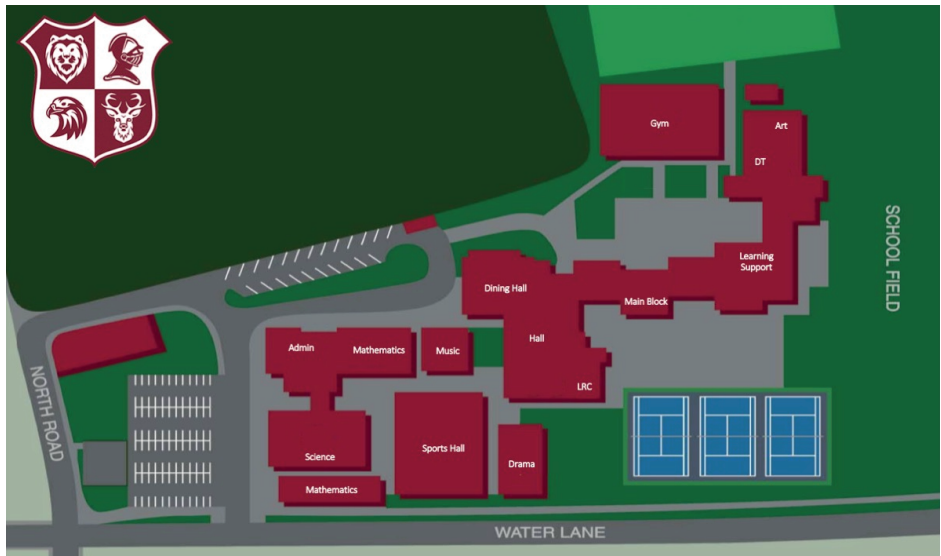 Gym
Art
DT
SCHOOL FIELD
Learning
Support
Dining Hall
Main Block
Hall
Admin
Mathematics
Music
LRC
NORTH ROAD
Sports Hall
Science
Drama
Mathematics
WATER LANE